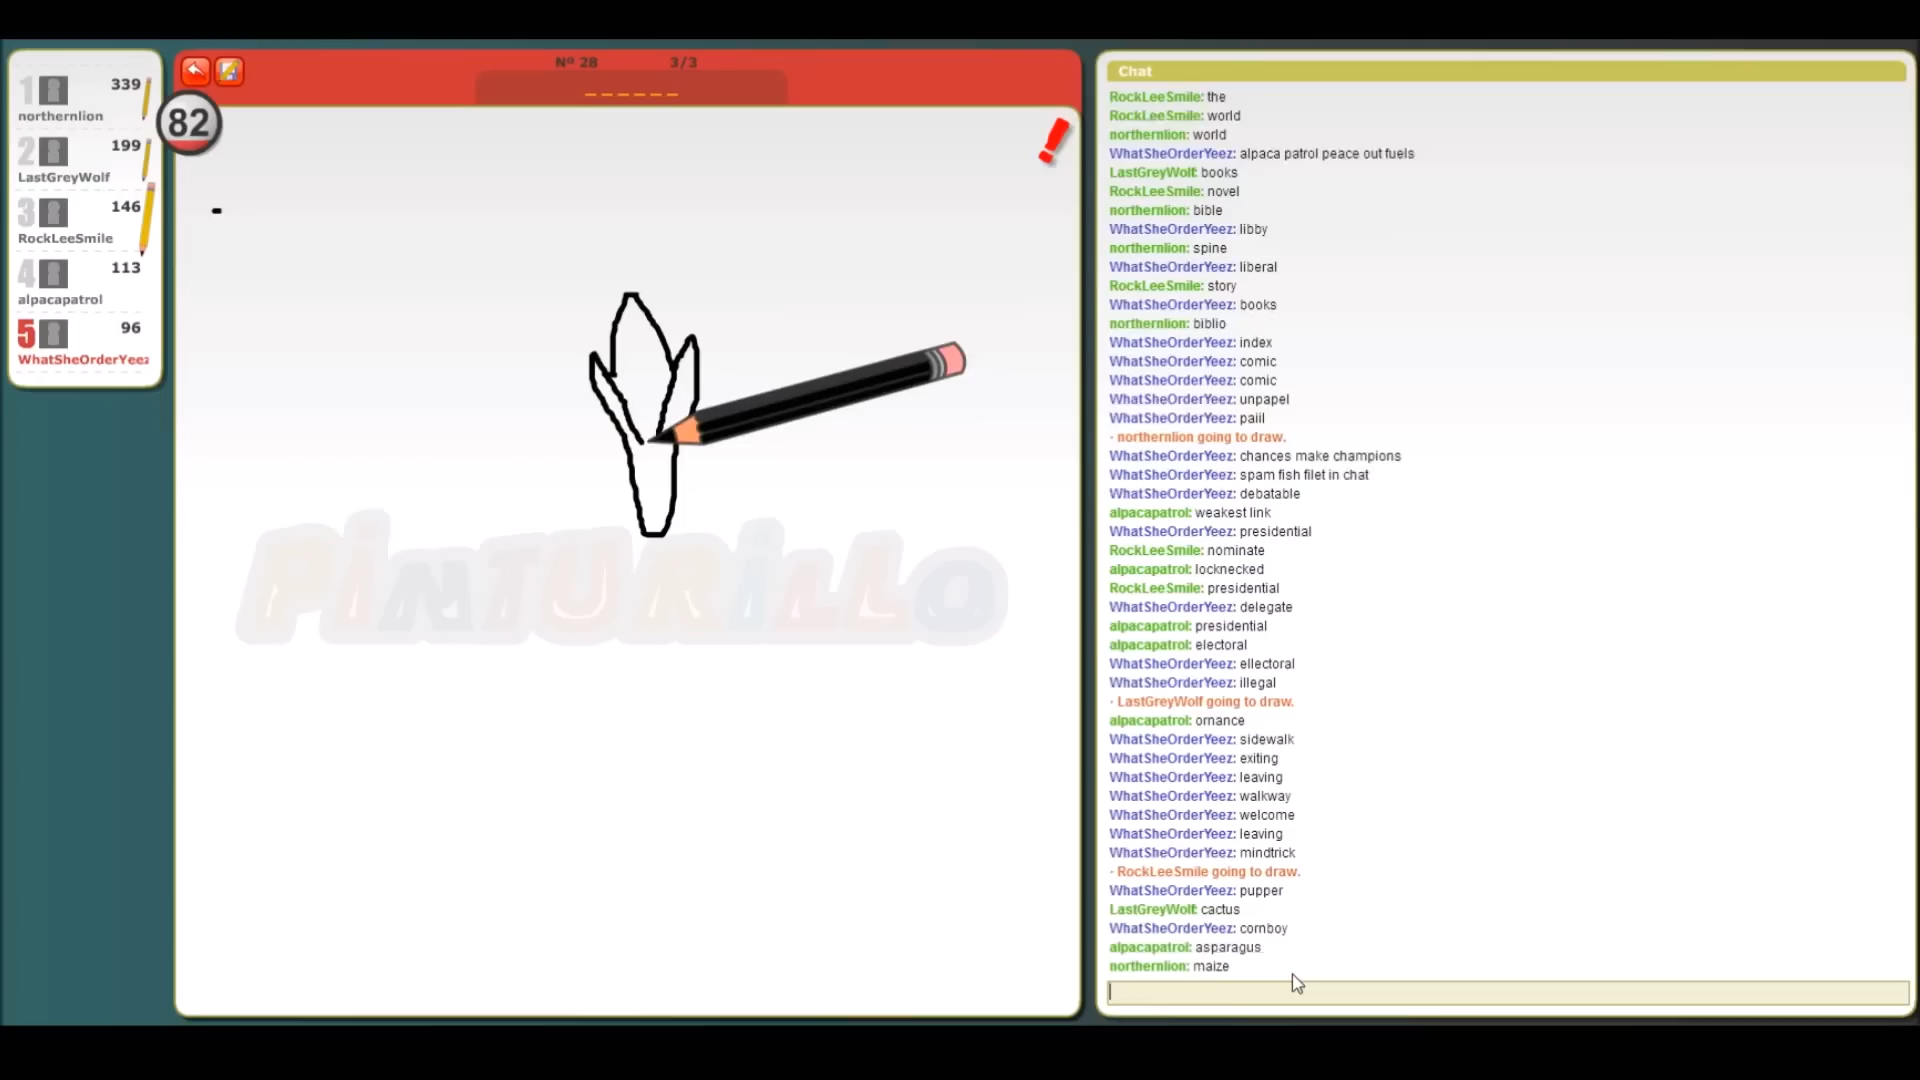 1 339
northernlion
2 199
LastGreyWolf
3 146
RockLeeSmile
4 113
alpacapatrol
5 96
WhatSheOrderYeez
82
Nº 28 3/3
_ _ _ _ _ _
PINTURILLO
Chat
RockLeeSmile: the
RockLeeSmile: world
northernlion: world
WhatSheOrderYeez: alpaca patrol peace out fuels
LastGreyWolf: books
RockLeeSmile: novel
northernlion: bible
WhatSheOrderYeez: libby
northernlion: spine
WhatSheOrderYeez: liberal
RockLeeSmile: story
WhatSheOrderYeez: books
northernlion: biblio
WhatSheOrderYeez: index
WhatSheOrderYeez: comic
WhatSheOrderYeez: comic
WhatSheOrderYeez: unpapel
WhatSheOrderYeez: paiil
- northernlion going to draw.
WhatSheOrderYeez: chances make champions
WhatSheOrderYeez: spam fish filet in chat
WhatSheOrderYeez: debatable
alpacapatrol: weakest link
WhatSheOrderYeez: presidential
RockLeeSmile: nominate
alpacapatrol: locknecked
RockLeeSmile: presidential
WhatSheOrderYeez: delegate
alpacapatrol: presidential
alpacapatrol: electoral
WhatSheOrderYeez: ellectoral
WhatSheOrderYeez: illegal
- LastGreyWolf going to draw.
alpacapatrol: ornance
WhatSheOrderYeez: sidewalk
WhatSheOrderYeez: exiting
WhatSheOrderYeez: leaving
WhatSheOrderYeez: walkway
WhatSheOrderYeez: welcome
WhatSheOrderYeez: leaving
WhatSheOrderYeez: mindtrick
- RockLeeSmile going to draw.
WhatSheOrderYeez: pupper
LastGreyWolf: cactus
WhatSheOrderYeez: cornboy
alpacapatrol: asparagus
northernlion: maize